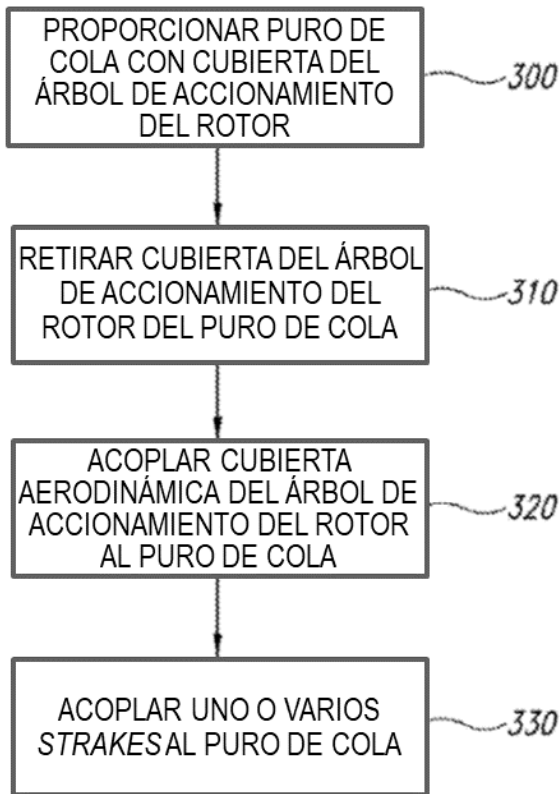 PROPORCIONAR PURO DE
COLA CON CUBIERTA DEL
ÁRBOL DE ACCIONAMIENTO
DEL ROTOR
300
RETIRAR CUBIERTA DEL ÁRBOL
DE ACCIONAMIENTO DEL
ROTOR DEL PURO DE COLA
310
ACOPLAR CUBIERTA
AERODINÁMICA DEL ÁRBOL DE
ACCIONAMIENTO DEL ROTOR
AL PURO DE COLA
320
ACOPLAR UNO O VARIOS
STRAKES AL PURO DE COLA
330